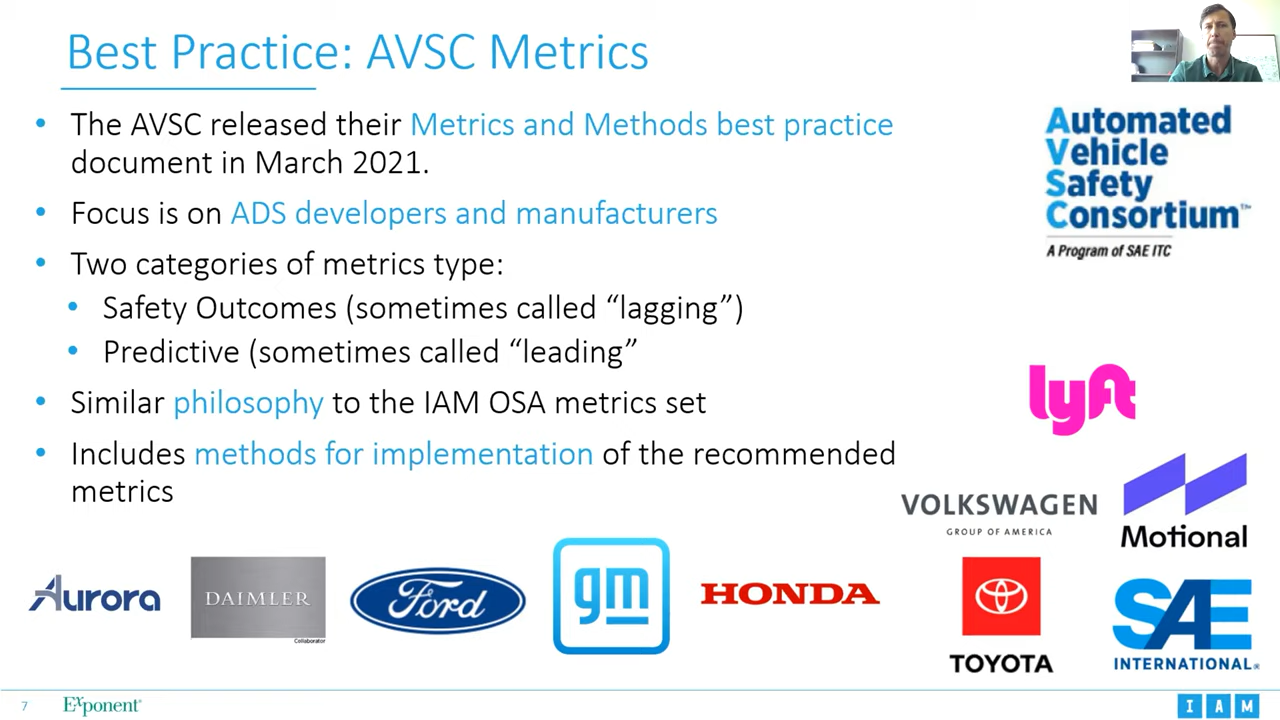 Best Practice: AVSC Metrics
• The AVSC released their Metrics and Methods best practice
document in March 2021.
• Focus is on ADS developers and manufacturers
• Two categories of metrics type:
• Safety Outcomes (sometimes called “lagging”)
• Predictive (sometimes called “leading”
• Similar philosophy to the IAM OSA metrics set
• Includes methods for implementation of the recommended
metrics
Automated
Vehicle
Safety
Consortium™
A Program of SAE ITC
lyft
VOLKSWAGEN
GROUP OF AMERICA
Motional
Aurora
DAIMLER
Collaborator
Ford
gm
HONDA
TOYOTA
SAE
INTERNATIONAL®
7
Exponent®
I A M